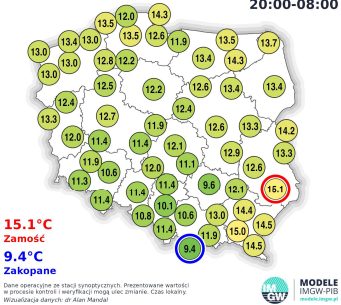 20:00-08:00
12.0 14.3
13.5
13.0 13.4 13.0 13.5 12.6 11.9 13.5 13.7
13.0 13.0 12.8 12.2 13.4 14.3
12.5 12.2 12.6 13.4 13.4
12.4 12.4
13.3 12.7 11.9 12.6 13.3 14.2
12.0 11.4 11.4 12.1 12.9 13.3
11.9 10.6 12.0 11.1 12.6
11.3 11.4 11.4 9.6 12.1 15.1
11.4 10.1
10.8 10.6 13.0 14.4
11.4 11.9 15.0 14.5
9.4 14.5
15.1°C
Zamość
9.4°C
Zakopane
Dane operacyjne ze stacji synoptycznych. Prezentowane wartości
w procesie kontroli i weryfikacji mogą ulec zmianie. Czas lokalny.
Wizualizacja danych: dr Alan Mandal
IM
GW
MODELE
IMGW-PIB
modele.imgw.pl